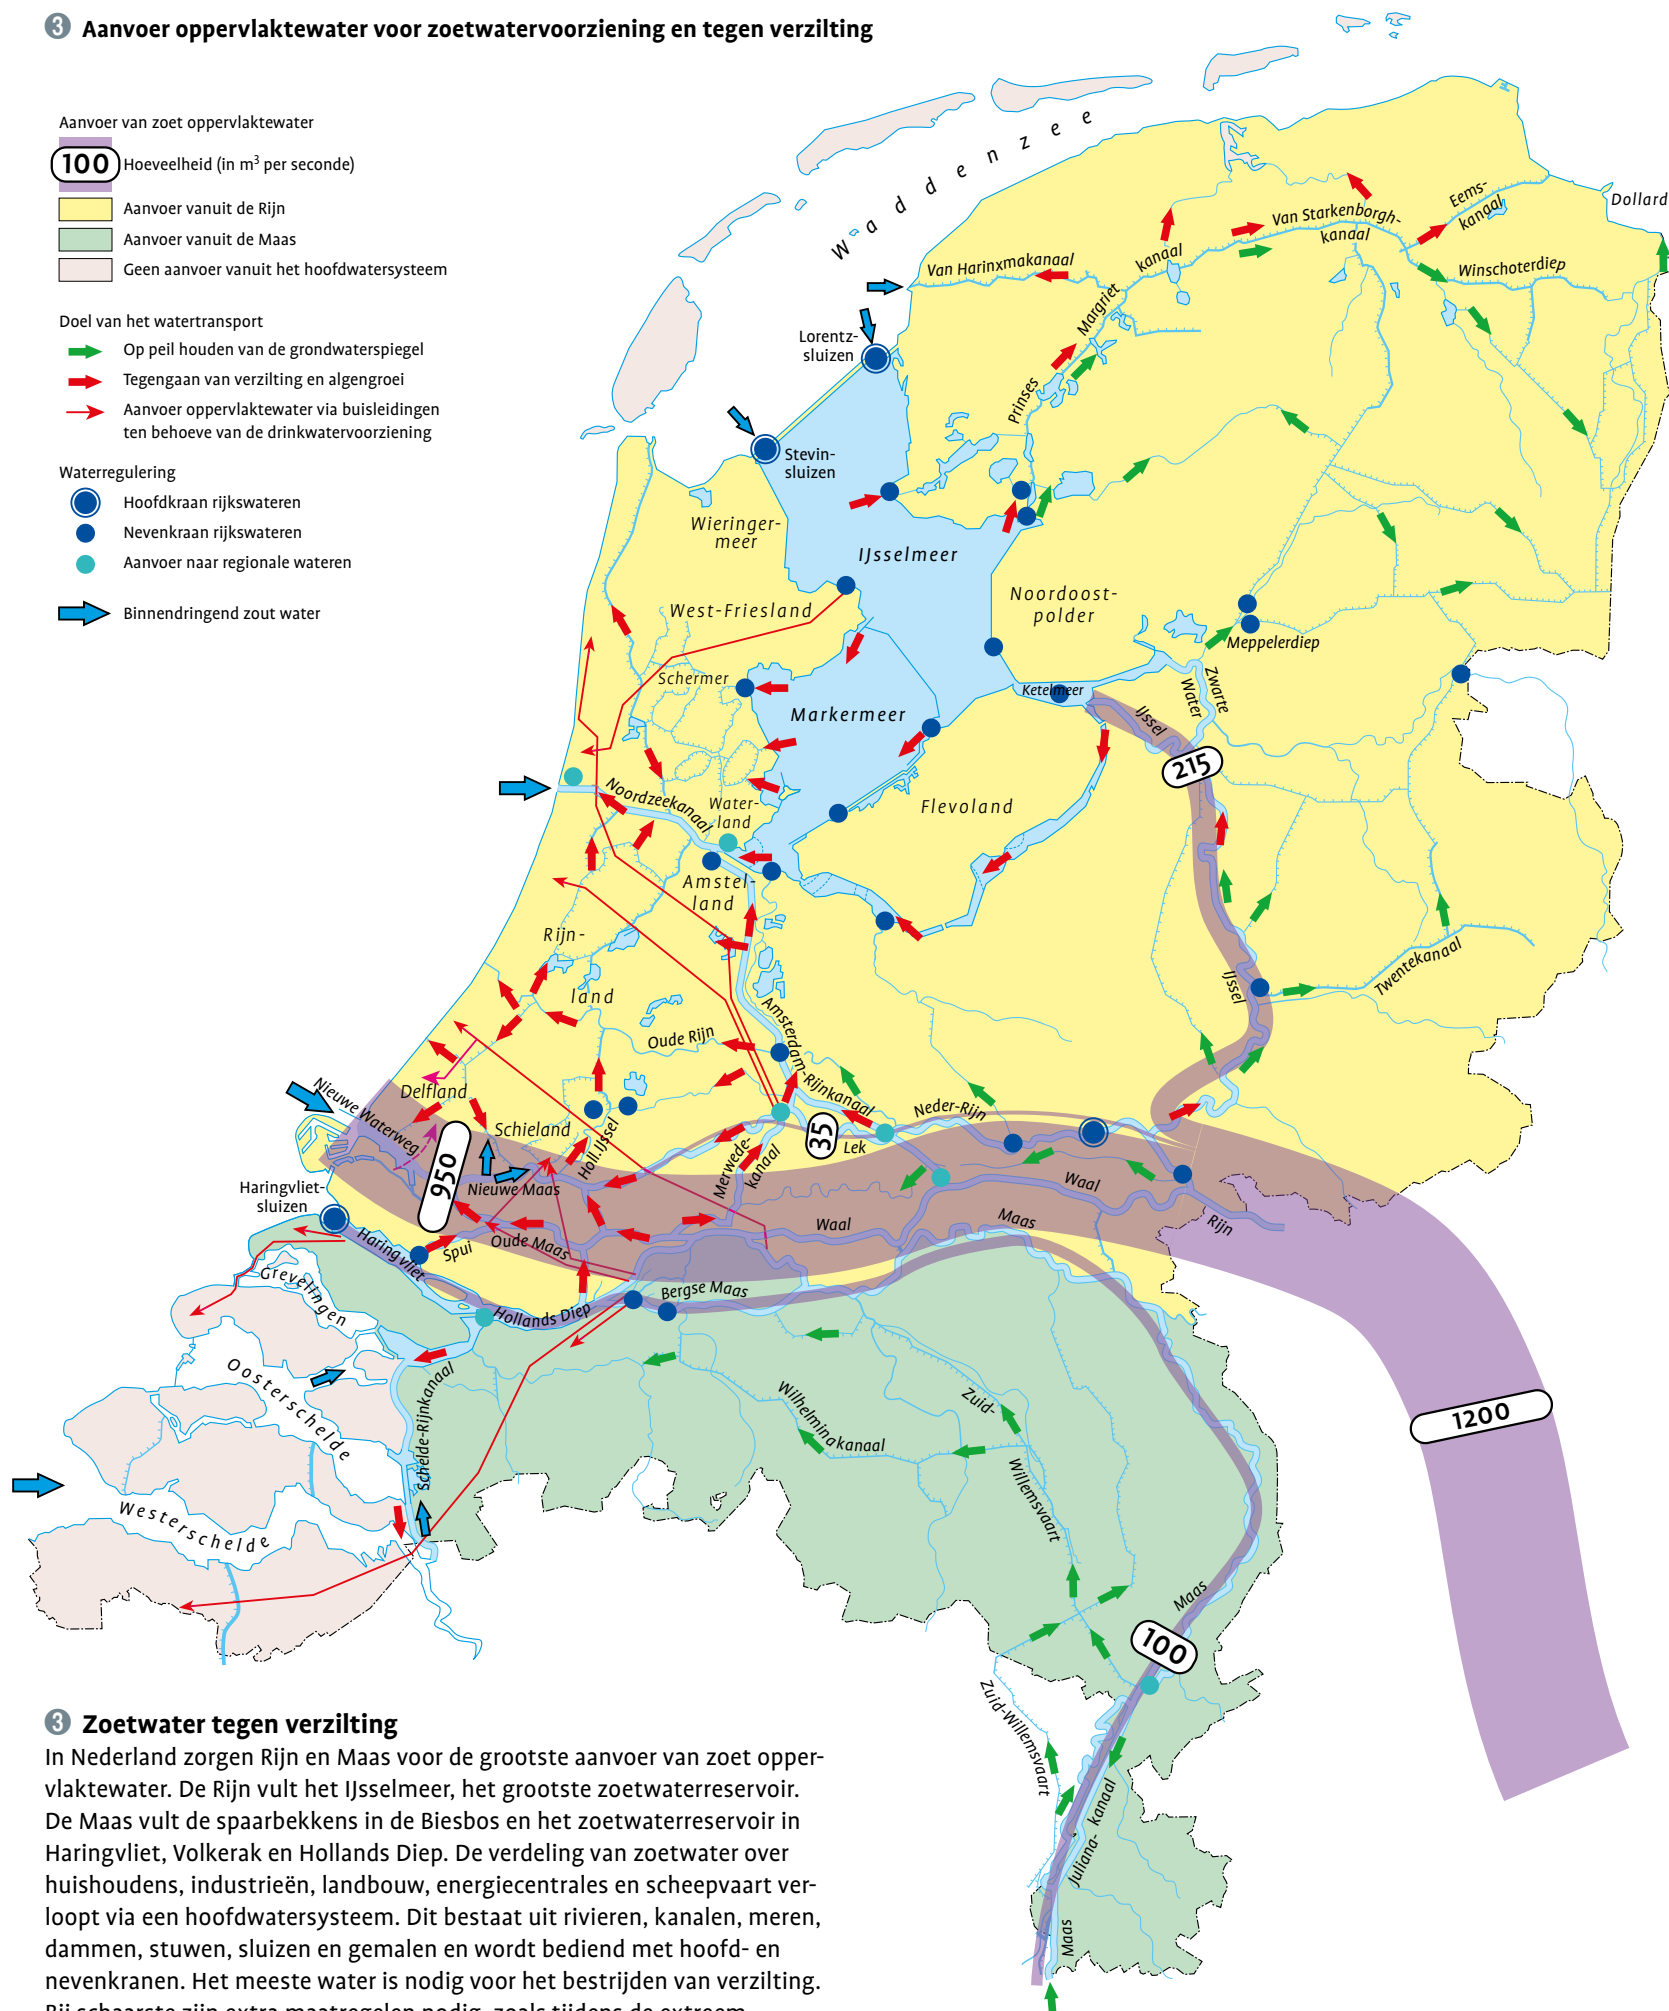 3 Aanvoer oppervlaktewater voor zoetwatervoorziening en tegen verzilting
Aanvoer van zoet oppervlaktewater
100 Hoeveelheid (in m³ per seconde)
Aanvoer vanuit de Rijn
Aanvoer vanuit de Maas
Geen aanvoer vanuit het hoofdwatersysteem
Doel van het watertransport
Op peil houden van de grondwaterspiegel
Tegengaan van verzilting en algengroei
Aanvoer oppervlaktewater via buisleidingen
ten behoeve van de drinkwatervoorziening
Waterregulering
Hoofdkraan rijkswateren
Nevenkraan rijkswateren
Aanvoer naar regionale wateren
Binnendringend zout water
Waddenzee
Dollard
Eems-
kanaal
Van Starkenborgh-
kanaal
Winschoterdiep
Van Harinxmakanaal
Prinses
Margriet
kanaal
Lorentz-
sluizen
Stevin-
sluizen
Wieringer-
meer
IJsselmeer
West-Friesland
Noordoost-
polder
Meppelerdiep
Schermer
Ketelmeer
Zwarte
Water
IJssel
Markermeer
215
Noordzeekanaal
Water-
land
Flevoland
Amstel-
land
Rijn-
land
IJssel
Twentekanaal
Oude Rijn
Amsterdam-Rijnkanaal
Nieuwe Waterweg
Delfland
Schieland
Holl.IJssel
35
Neder-Rijn
Lek
950
Merwede-
kanaal
Nieuwe Maas
Haringvliet-
sluizen
Waal
Waal
Rijn
Maas
Haringvliet
Spui
Oude Maas
Grevelingen
Hollands Diep
Bergse Maas
Oosterschelde
Schelde-Rijnkanaal
Wilhelminakanaal
Zuid-
Willemsvaart
1200
Westerschelde
Maas
100
Zuid-Willemsvaart
Juliana-
kanaal
Maas
3 Zoetwater tegen verzilting
In Nederland zorgen Rijn en Maas voor de grootste aanvoer van zoet opper-
vlaktewater. De Rijn vult het IJsselmeer, het grootste zoetwaterreservoir.
De Maas vult de spaarbekkens in de Biesbos en het zoetwaterreservoir in
Haringvliet, Volkerak en Hollands Diep. De verdeling van zoetwater over
huishoudens, industrieën, landbouw, energiecentrales en scheepvaart ver-
loopt via een hoofdwatersysteem. Dit bestaat uit rivieren, kanalen, meren,
dammen, stuwen, sluizen en gemalen en wordt bediend met hoofd- en
nevenkranen. Het meeste water is nodig voor het bestrijden van verzilting.
Bij schaarste zijn extra maatregelen nodig, zoals tijdens de extreem